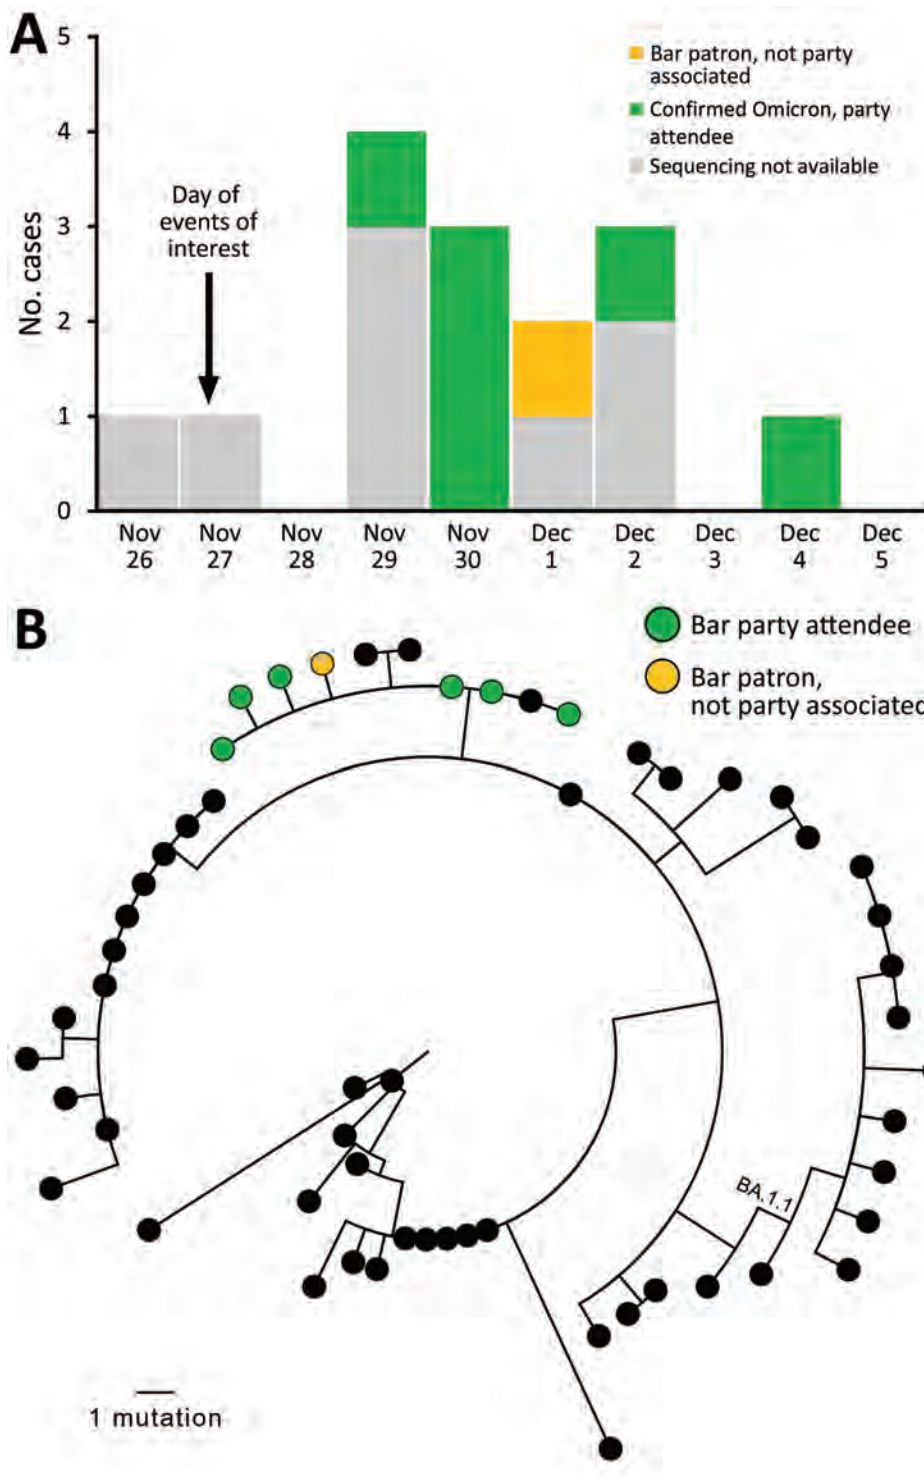 A
5
4
3
2
1
0
No. cases
Bar patron, not party
associated
Confirmed Omicron, party
attendee
Sequencing not available
Day of
events of
interest
Nov Nov Nov Nov Nov Dec Dec Dec Dec Dec
26 27 28 29 30 1 2 3 4 5
B
Bar party attendee
Bar patron,
not party associated
BA.1.1
1 mutation